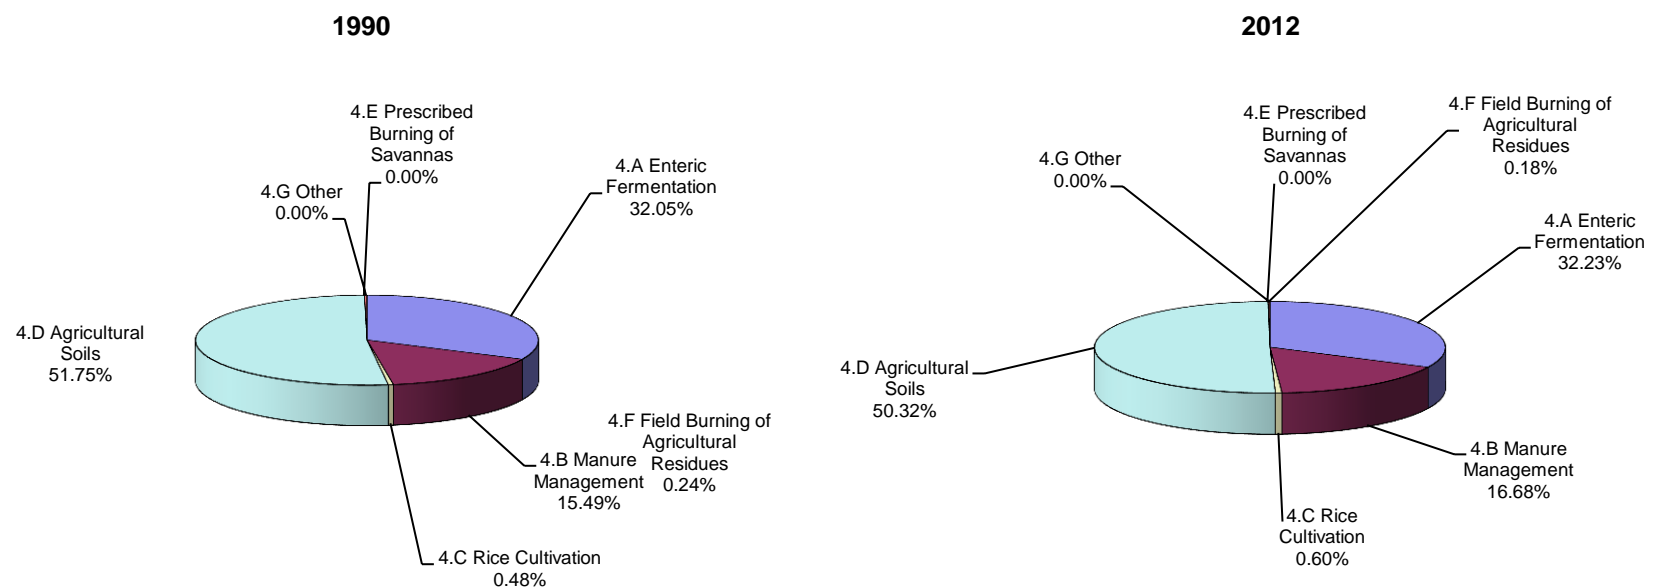 1990
4.E Prescribed
Burning of
Savannas
0.00%
4.G Other
0.00%
4.A Enteric
Fermentation
32.05%
4.D Agricultural
Soils
51.75%
4.F Field Burning of
Agricultural
Residues
0.24%
4.B Manure
Management
15.49%
4.C Rice Cultivation
0.48%
2012
4.E Prescribed
Burning of
Savannas
0.00%
4.F Field Burning of
Agricultural
Residues
0.18%
4.G Other
0.00%
4.A Enteric
Fermentation
32.23%
4.D Agricultural
Soils
50.32%
4.B Manure
Management
16.68%
4.C Rice
Cultivation
0.60%